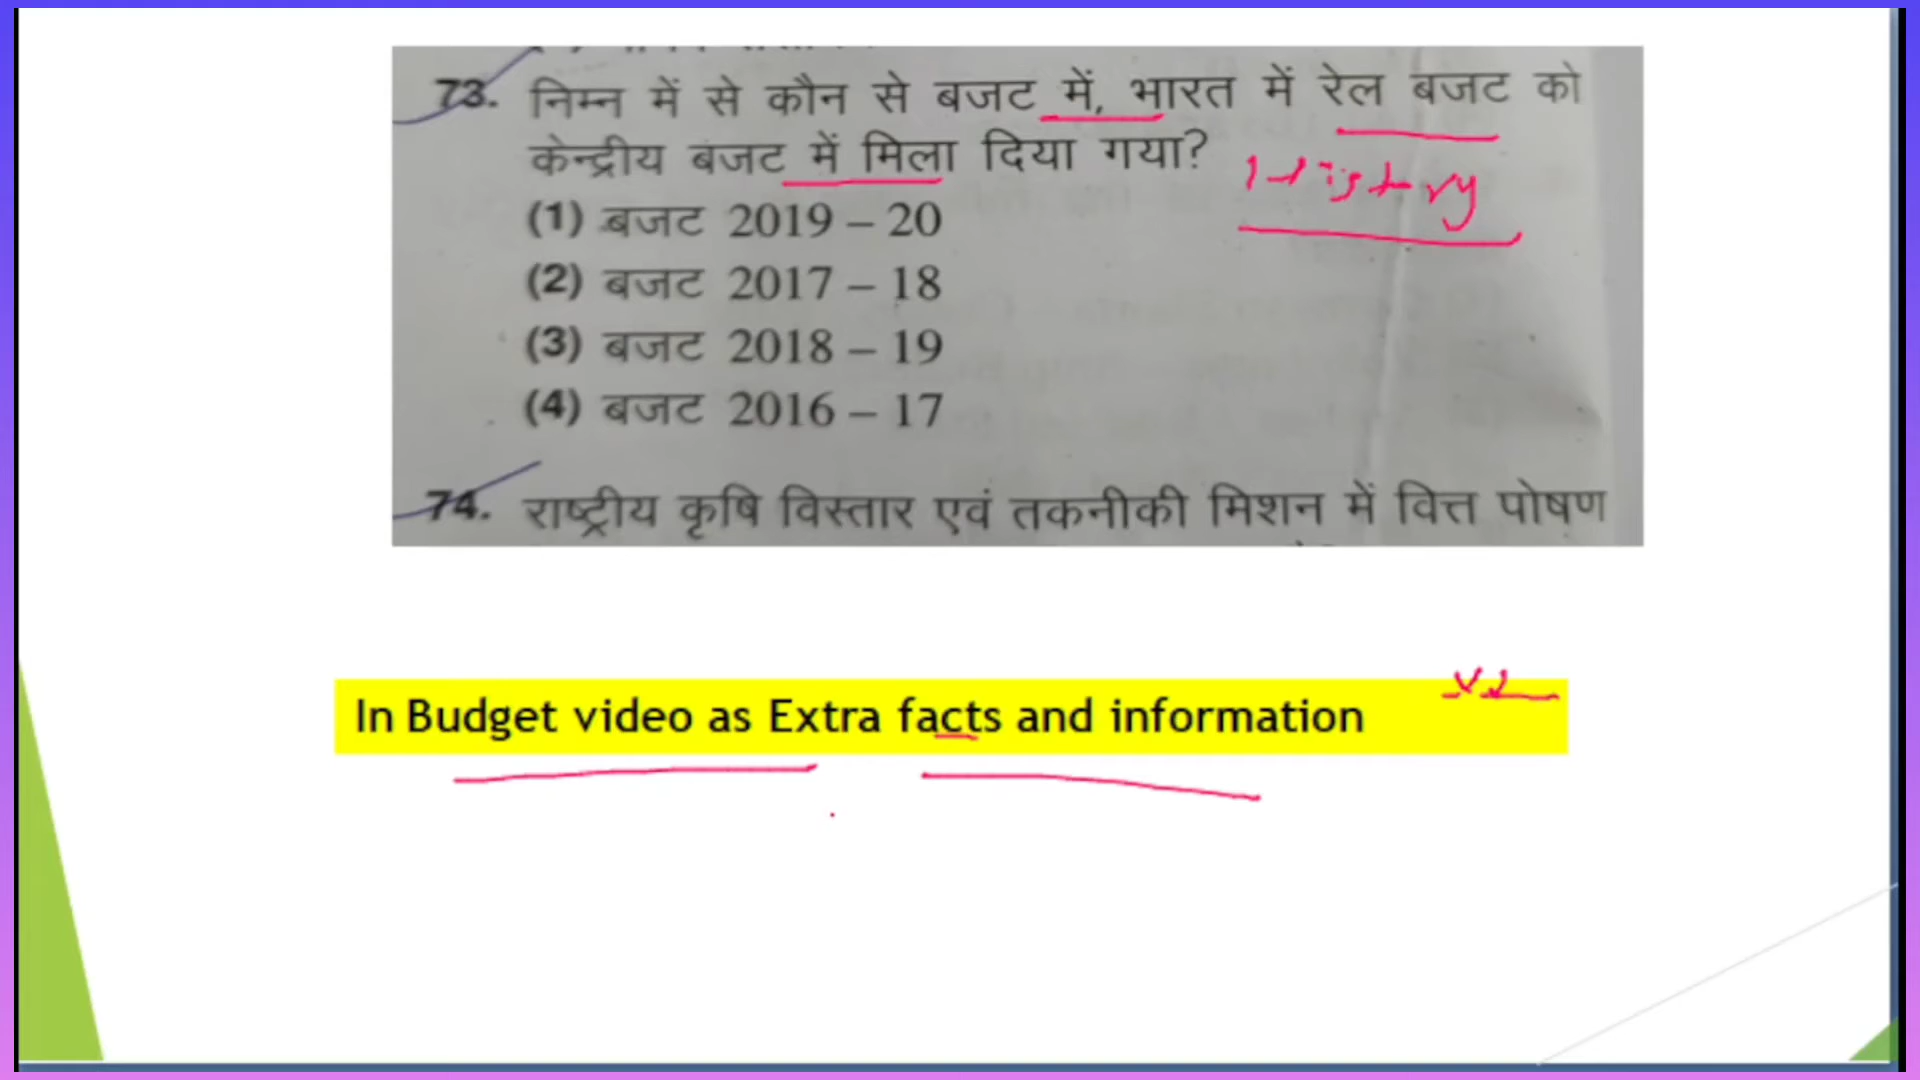 73. निम्न में से कौन से बजट में, भारत में रेल बजट को
केन्द्रीय बजट में मिला दिया गया?
History
(1) बजट 2019 – 20
(2) बजट 2017 – 18
(3) बजट 2018 – 19
(4) बजट 2016 – 17
74. राष्ट्रीय कृषि विस्तार एवं तकनीकी मिशन में वित्त पोषण
In Budget video as Extra facts and information